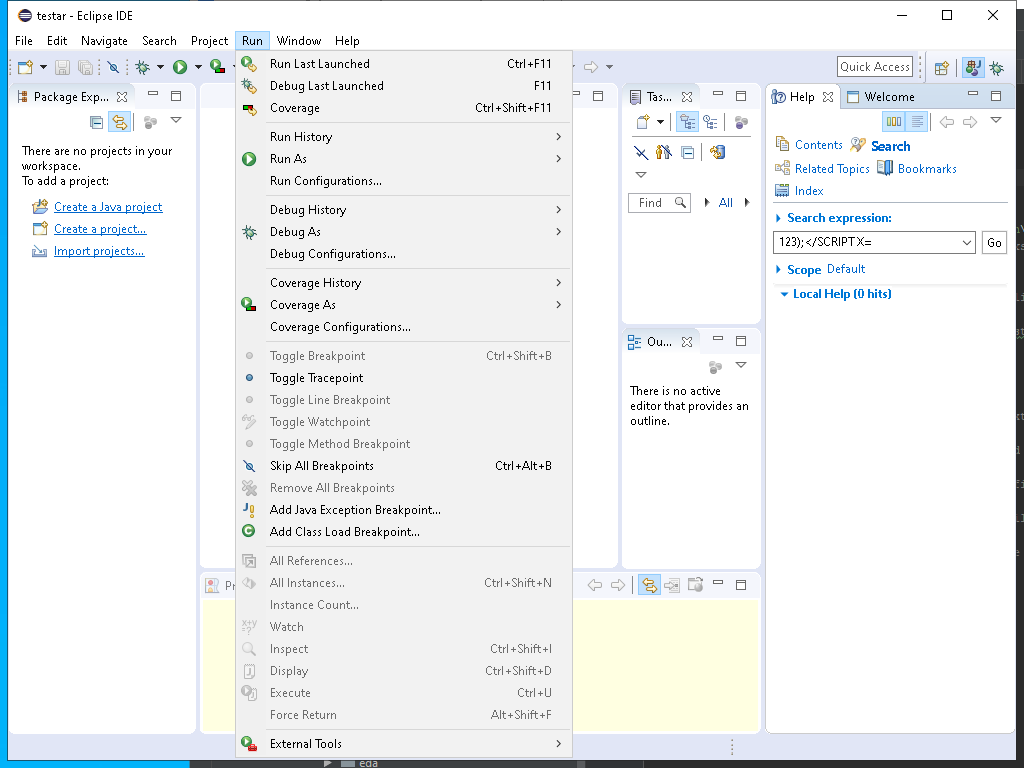 testar - Eclipse IDE
File Edit Navigate Search Project Run Window Help
Quick Access
Package Exp...
There are no projects in your
workspace.
To add a project:
Create a Java project
Create a project...
Import projects...
Run Last Launched Ctrl+F11
Debug Last Launched F11
Coverage Ctrl+Shift+F11
Run History
Run As
Run Configurations...
Debug History
Debug As
Debug Configurations...
Coverage History
Coverage As
Coverage Configurations...
Toggle Breakpoint Ctrl+Shift+B
Toggle Tracepoint
Toggle Line Breakpoint
Toggle Watchpoint
Toggle Method Breakpoint
Skip All Breakpoints Ctrl+Alt+B
Remove All Breakpoints
Add Java Exception Breakpoint...
Add Class Load Breakpoint...
All References...
All Instances... Ctrl+Shift+N
Instance Count...
Watch
Inspect Ctrl+Shift+I
Display Ctrl+Shift+D
Execute Ctrl+U
Force Return Alt+Shift+F
External Tools
Pr
Tas...
Find All
Ou...
There is no active
editor that provides an
outline.
Help Welcome
Contents Search
Related Topics Bookmarks
Index
Search expression:
123);</SCRIPT X= Go
Scope Default
Local Help (0 hits)
eda